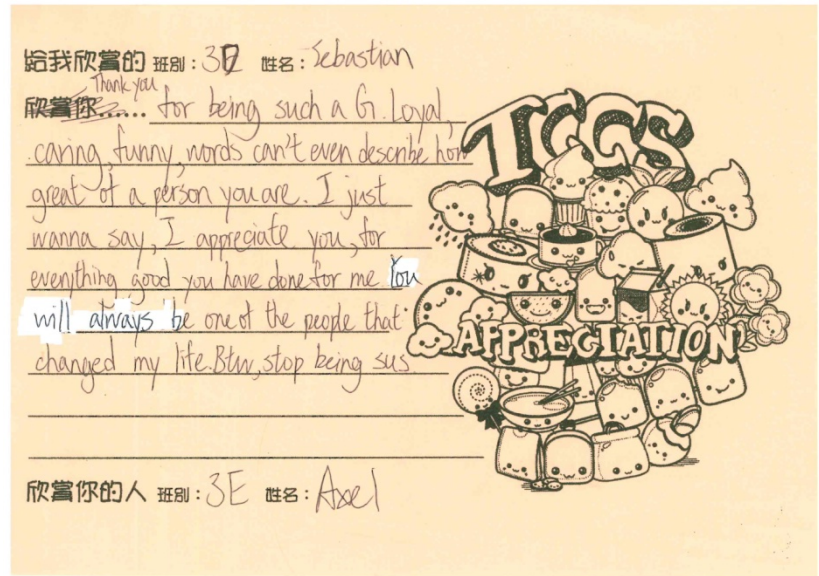 給我欣賞的 班別：3E 姓名：Sebastian
Thank you
欣賞你...... for being such a G. Loyal,
caring, funny, words can't even describe how
great of a person you are. I just
wanna say, I appreciate you, for
everything good you have done for me You
will always be one of the people that
changed my life. Btw, stop being sus
欣賞你的人 班別：3E 姓名：Axel
TCGS
APPRECIATION